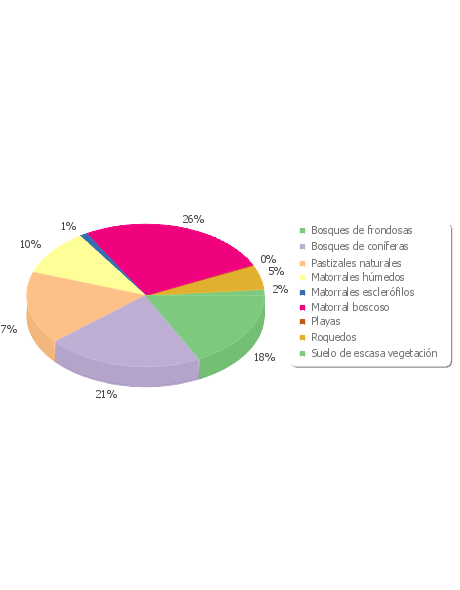 26%
1%
10%
0%
5%
2%
7%
18%
21%
Bosques de frondosas
Bosques de coníferas
Pastizales naturales
Matorrales húmedos
Matorrales esclerófilos
Matorral boscoso
Playas
Roquedos
Suelo de escasa vegetación